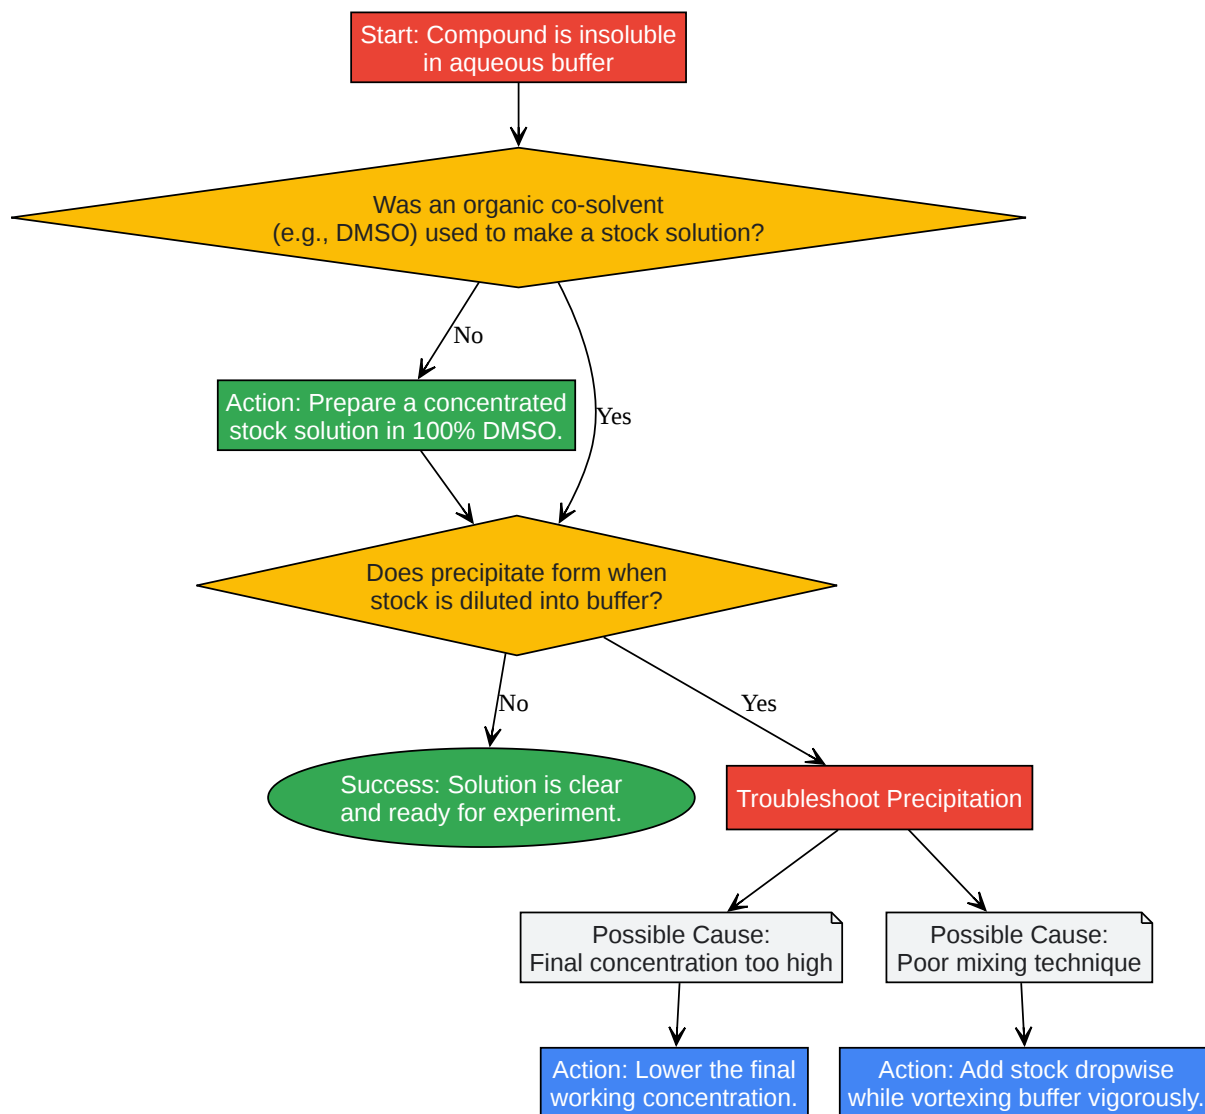 Start: Compound is insoluble
in aqueous buffer
Was an organic co-solvent
(e.g., DMSO) used to make a stock solution?
No
Action: Prepare a concentrated
stock solution in 100% DMSO.
Yes
Does precipitate form when
stock is diluted into buffer?
No
Yes
Success: Solution is clear
and ready for experiment.
Troubleshoot Precipitation
Possible Cause:
Final concentration too high
Possible Cause:
Poor mixing technique
Action: Lower the final
working concentration.
Action: Add stock dropwise
while vortexing buffer vigorously.